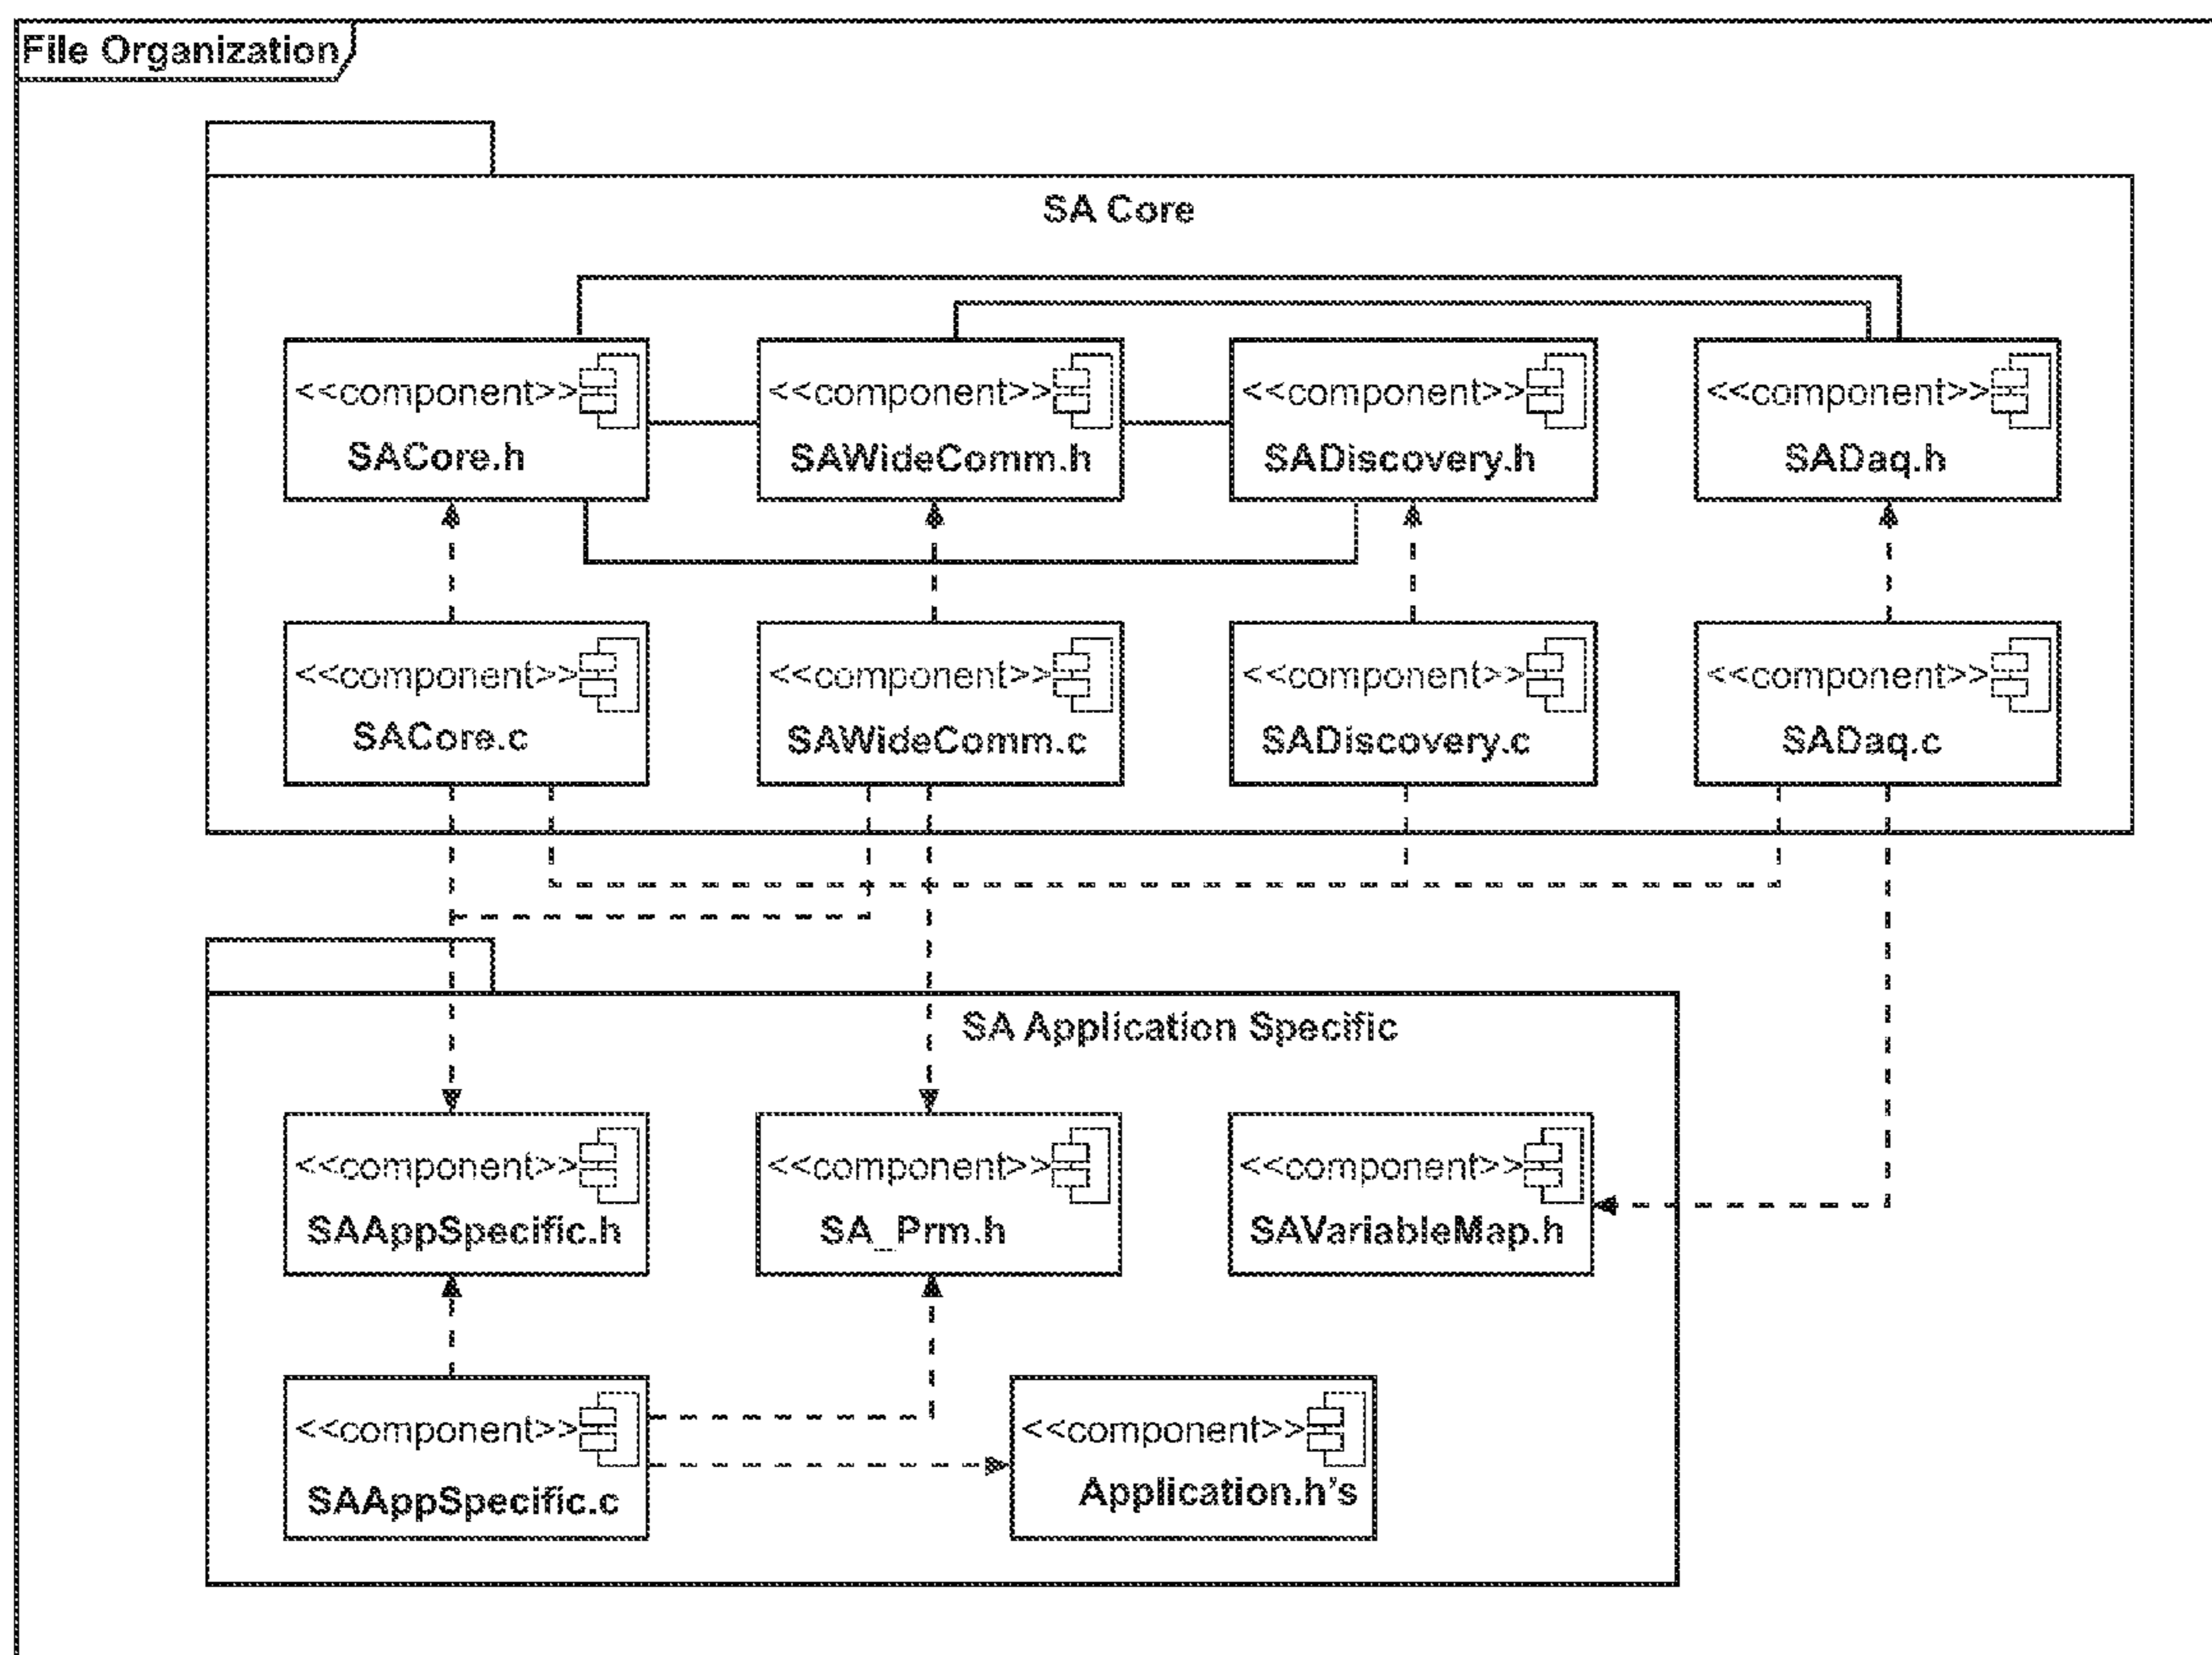 File Organization
SA Core
<<component>>
SACore.h
<<component>>
SAWideComm.h
<<component>>
SADiscovery.h
<<component>>
SADaq.h
<<component>>
SACore.c
<<component>>
SAWideComm.c
<<component>>
SADiscovery.c
<<component>>
SADaq.c
SA Application Specific
<<component>>
SAAppSpecific.h
<<component>>
SA_Prm.h
<<component>>
SAVariableMap.h
<<component>>
SAAppSpecific.c
<<component>>
Application.h's